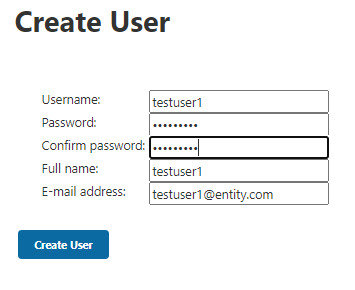 Create User
Username: testuser1
Password: •••••••••
Confirm password: •••••••••
Full name: testuser1
E-mail address: testuser1@entity.com
Create User